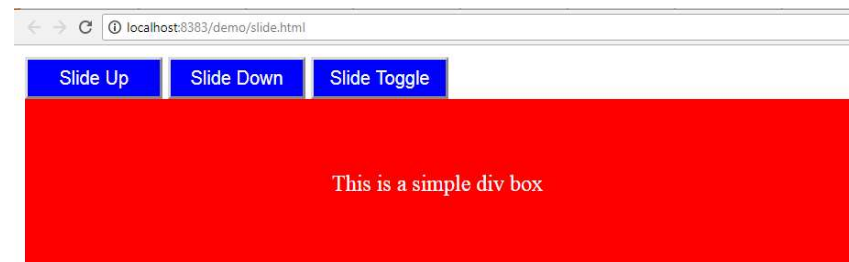 localhost:8383/demo/slide.html
Slide Up Slide Down Slide Toggle
This is a simple div box